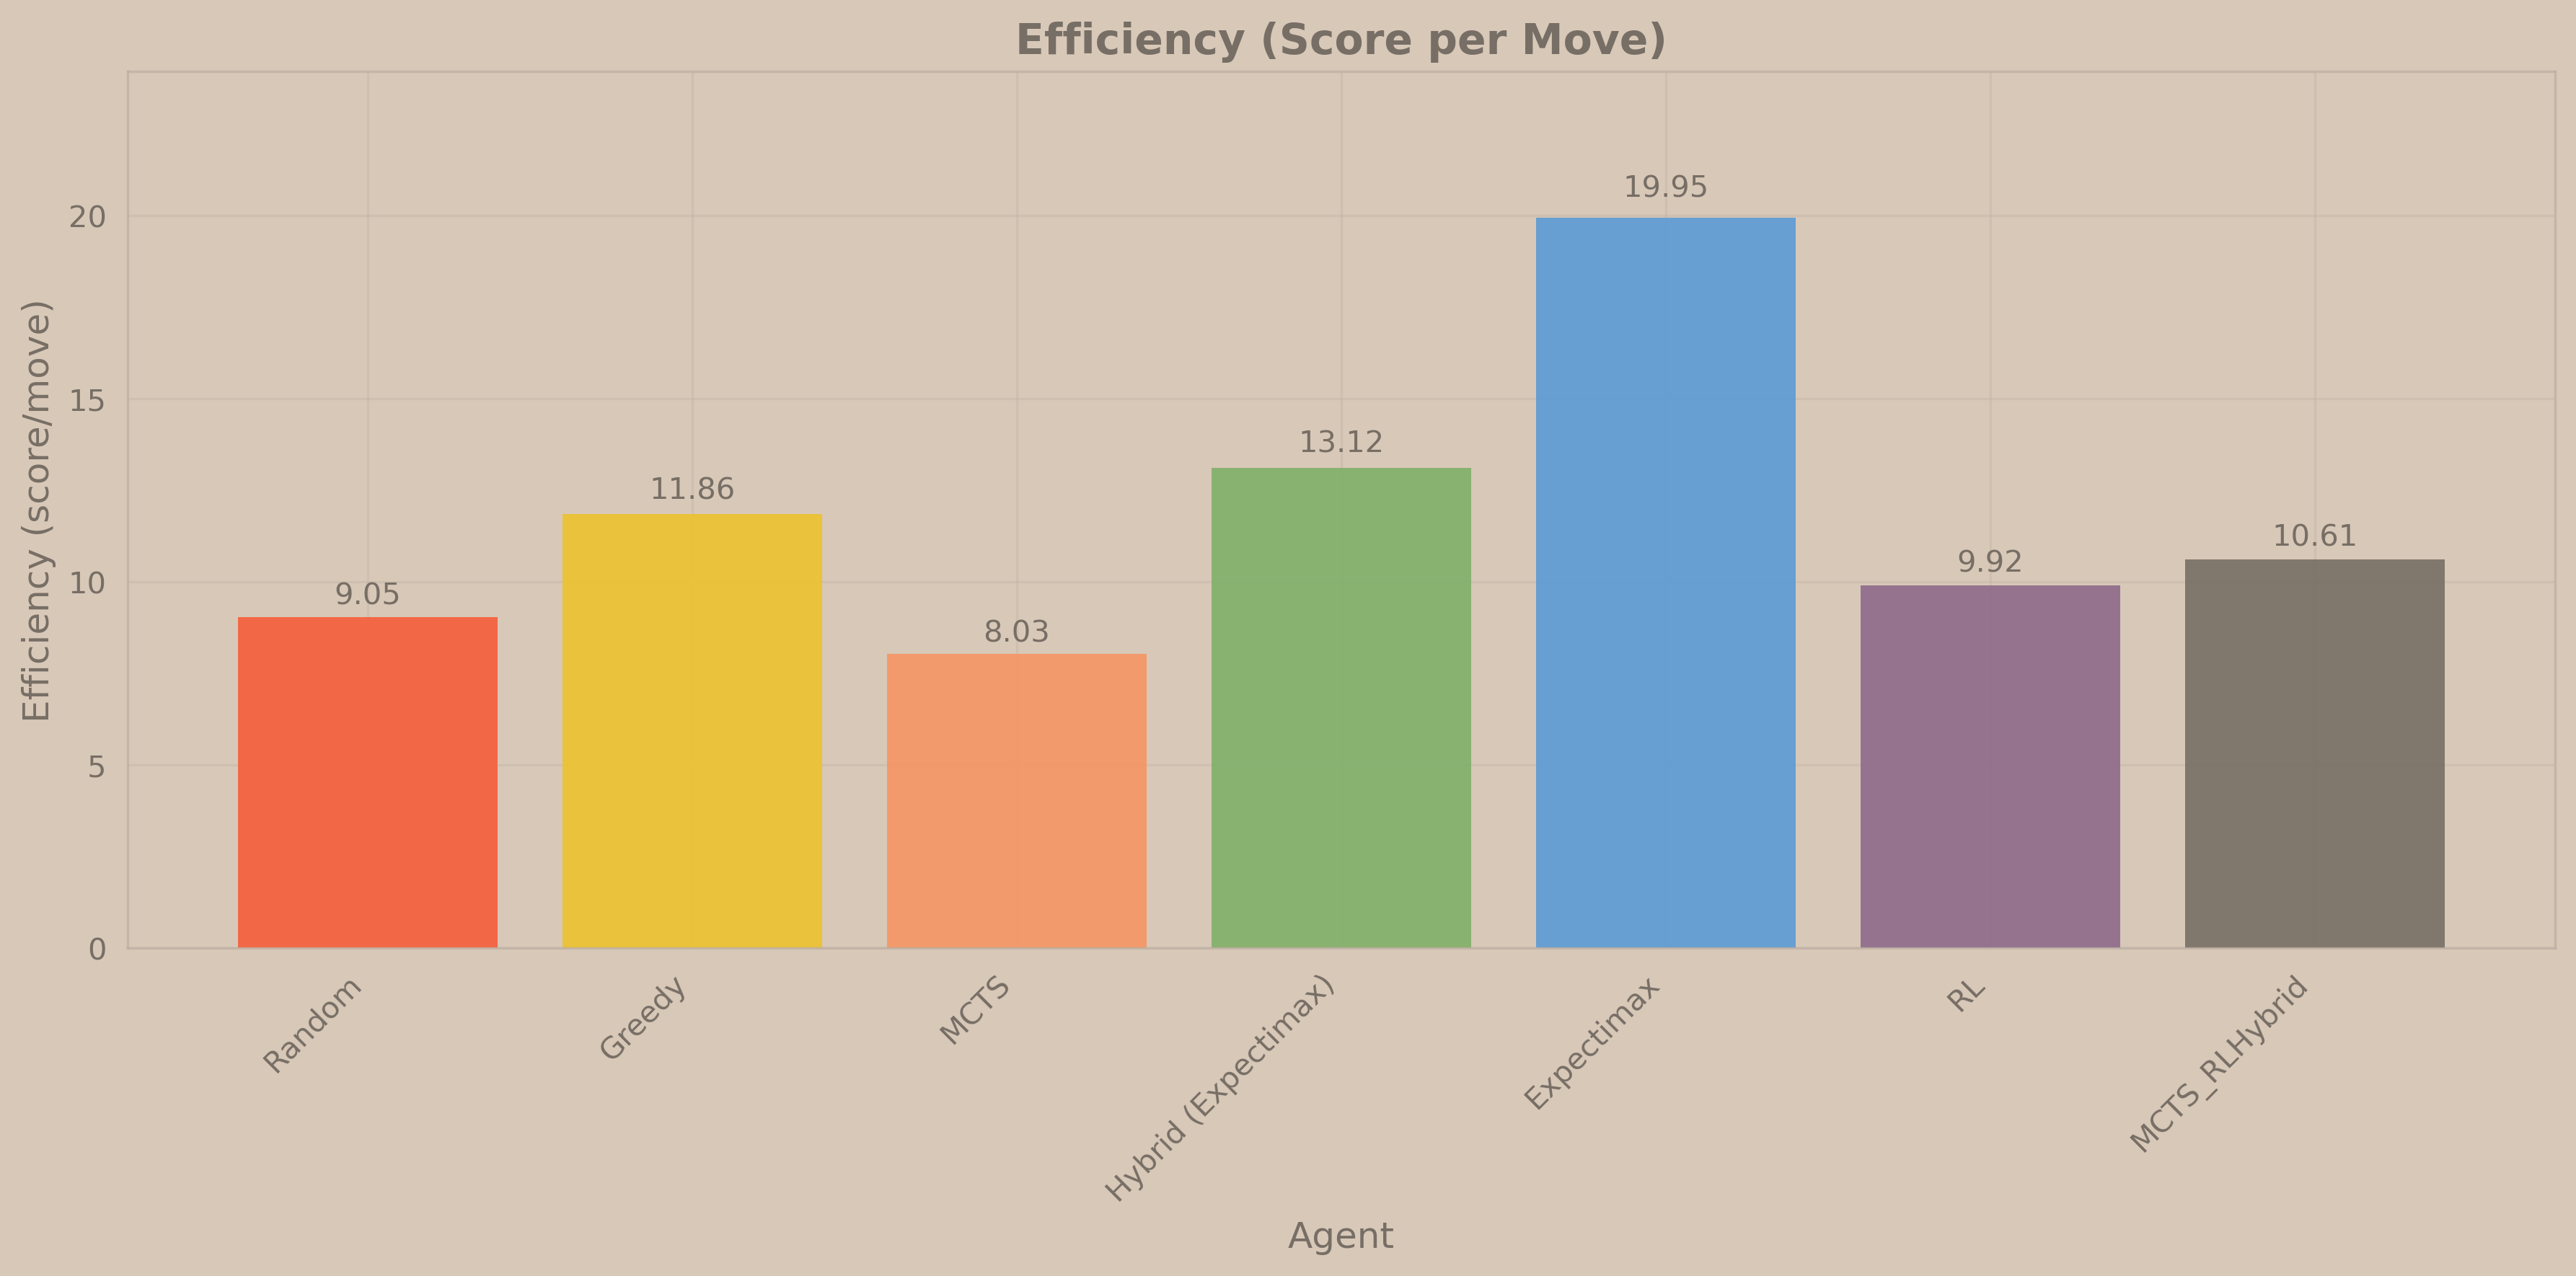 Efficiency (Score per Move)
Efficiency (score/move)
20
15
10
5
0
9.05
11.86
8.03
13.12
19.95
9.92
10.61
Random
Greedy
MCTS
Hybrid (Expectimax)
Expectimax
RL
MCTS_RLHybrid
Agent